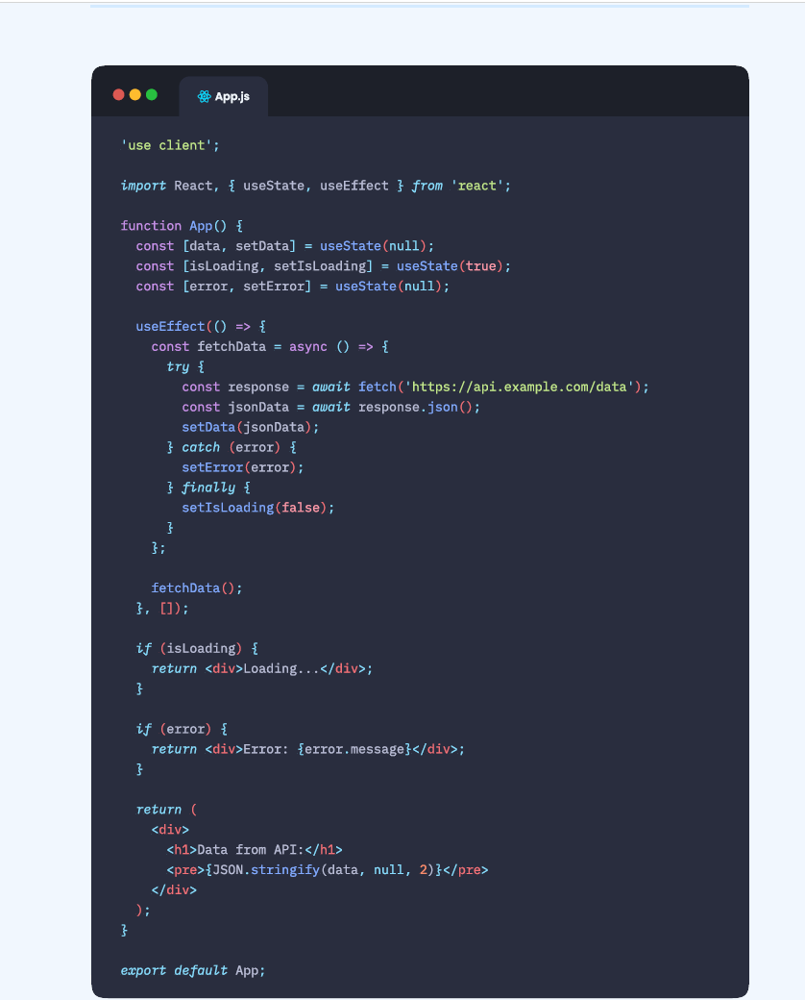 App.js
'use client';
import React, { useState, useEffect } from 'react';
function App() {
  const [data, setData] = useState(null);
  const [isLoading, setIsLoading] = useState(true);
  const [error, setError] = useState(null);
  useEffect(() => {
    const fetchData = async () => {
      try {
        const response = await fetch('https://api.example.com/data');
        const jsonData = await response.json();
        setData(jsonData);
      } catch (error) {
        setError(error);
      } finally {
        setIsLoading(false);
      }
    };
    fetchData();
  }, []);
  if (isLoading) {
    return <div>Loading...</div>;
  }
  if (error) {
    return <div>Error: {error.message}</div>;
  }
  return (
    <div>
      <h1>Data from API:</h1>
      <pre>{JSON.stringify(data, null, 2)}</pre>
    </div>
  );
}
export default App;